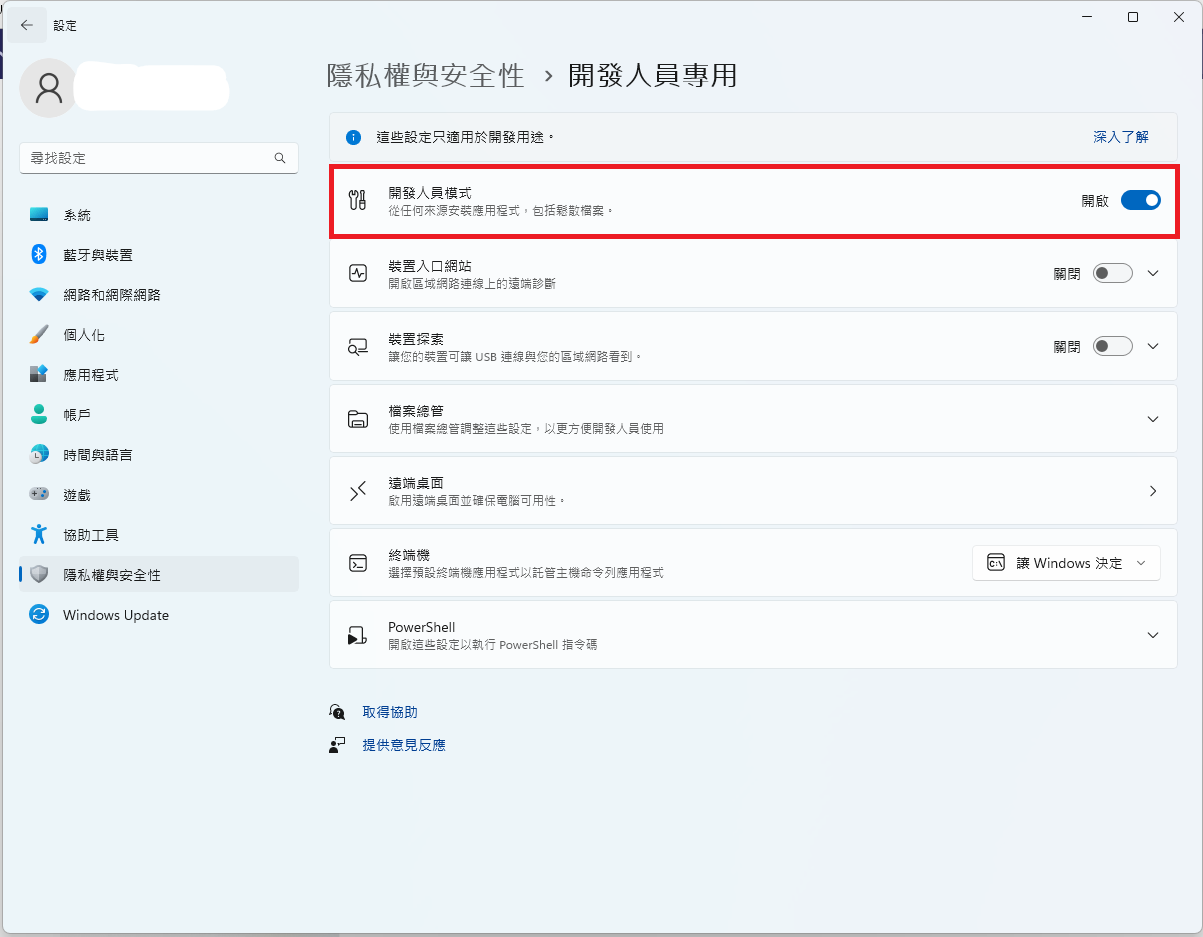 設定
隱私權與安全性 › 開發人員專用
尋找設定
系統
藍牙與裝置
網路和網際網路
個人化
應用程式
帳戶
時間與語言
遊戲
協助工具
隱私權與安全性
Windows Update
這些設定只適用於開發用途。
深入了解
開發人員模式
從任何來源安裝應用程式，包括鬆散檔案。
開啟
裝置入口網站
開啟區域網路連線上的遠端診斷
關閉
裝置探索
讓您的裝置可讓 USB 連線與您的區域網路看到。
關閉
檔案總管
使用檔案總管調整這些設定，以更方便開發人員使用
遠端桌面
啟用遠端桌面並確保電腦可用性。
終端機
選擇預設終端機應用程式以託管主機命令列應用程式
讓 Windows 決定
PowerShell
開啟這些設定以執行 PowerShell 指令碼
取得協助
提供意見反應